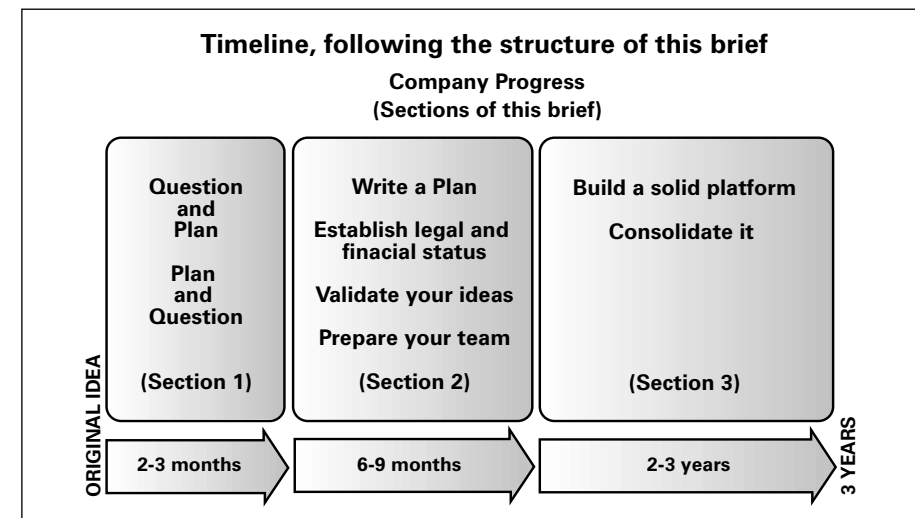 Timeline, following the structure of this brief
Company Progress
(Sections of this brief)
Question
and
Plan
Plan
and
Question
(Section 1)
Write a Plan
Establish legal and
finacial status
Validate your ideas
Prepare your team
(Section 2)
Build a solid platform
Consolidate it
(Section 3)
ORIGINAL IDEA
2-3 months
6-9 months
2-3 years
3 YEARS